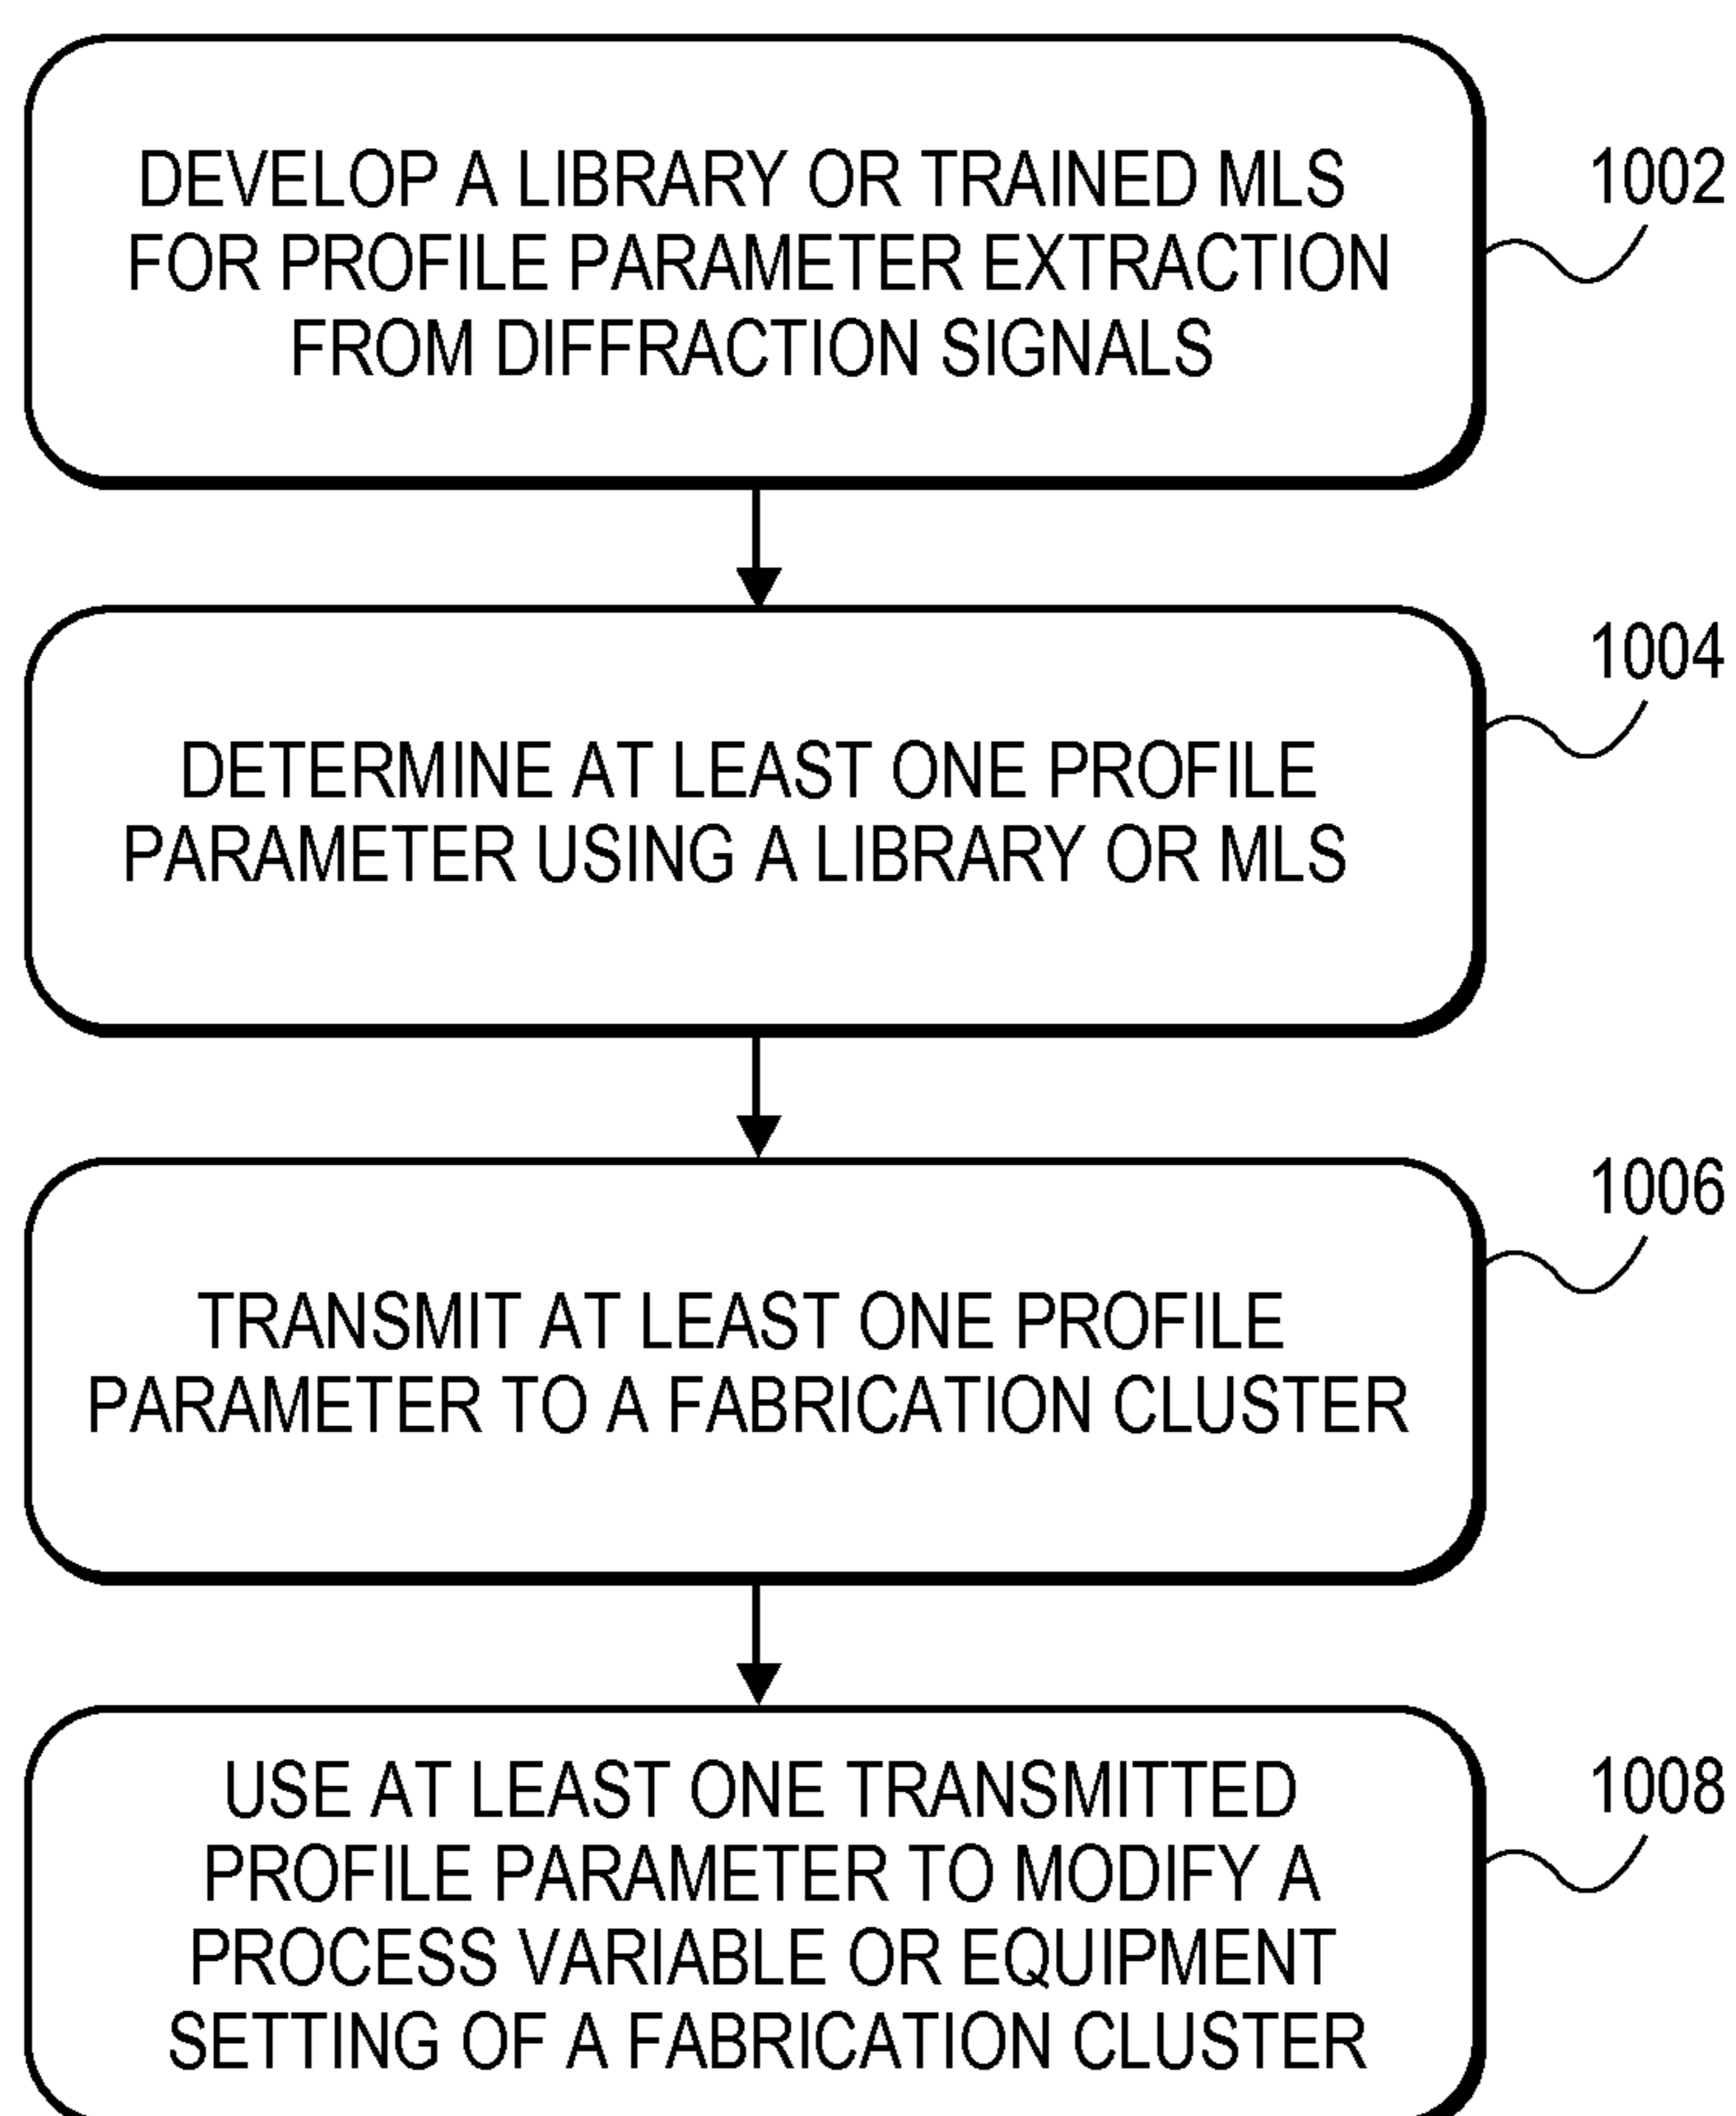 DEVELOP A LIBRARY OR TRAINED MLS
FOR PROFILE PARAMETER EXTRACTION
FROM DIFFRACTION SIGNALS
1002
DETERMINE AT LEAST ONE PROFILE
PARAMETER USING A LIBRARY OR MLS
1004
TRANSMIT AT LEAST ONE PROFILE
PARAMETER TO A FABRICATION CLUSTER
1006
USE AT LEAST ONE TRANSMITTED
PROFILE PARAMETER TO MODIFY A
PROCESS VARIABLE OR EQUIPMENT
SETTING OF A FABRICATION CLUSTER
1008